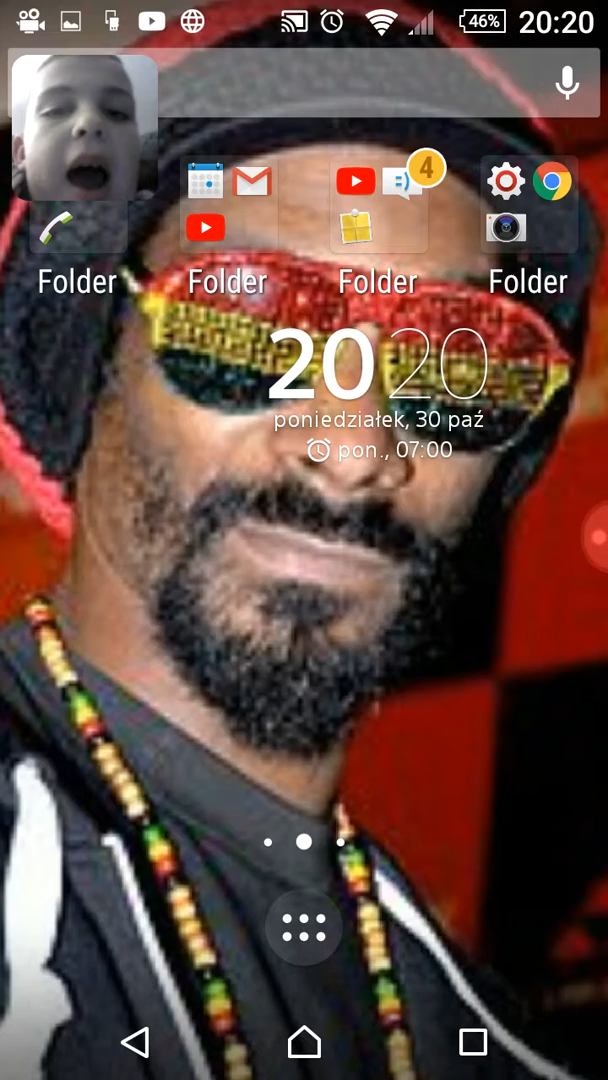 46% 20:20
4
Folder Folder Folder Folder
2020
poniedziałek, 30 paź
pon., 07:00